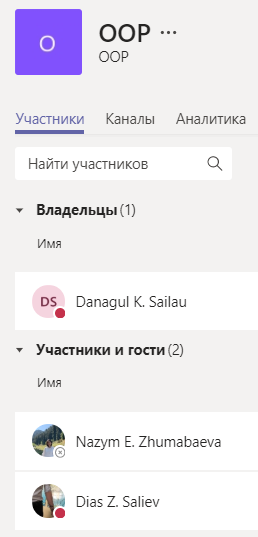 O
OOP ...
OOP
Участники Каналы Аналитика
Найти участников
Владельцы (1)
Имя
DS Danagul K. Sailau
Участники и гости (2)
Имя
Nazym E. Zhumabaeva
Dias Z. Saliev